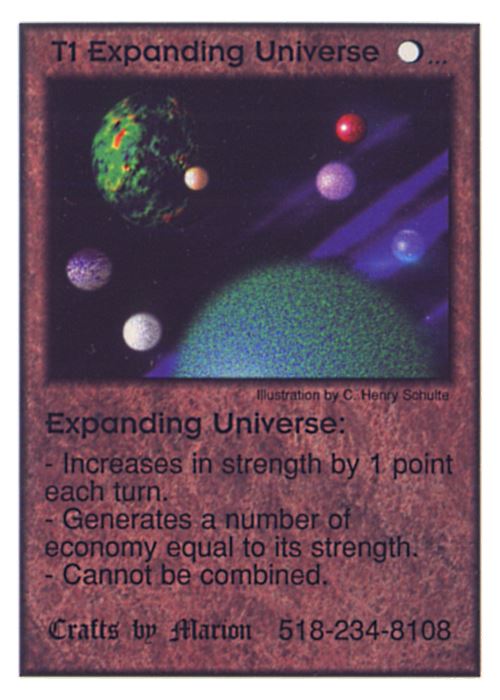 T1 Expanding Universe ...
Illustration by C. Henry Schulte
Expanding Universe:
- Increases in strength by 1 point
each turn.
- Generates a number of
economy equal to its strength.
- Cannot be combined.
Crafts by Marion 518-234-8108